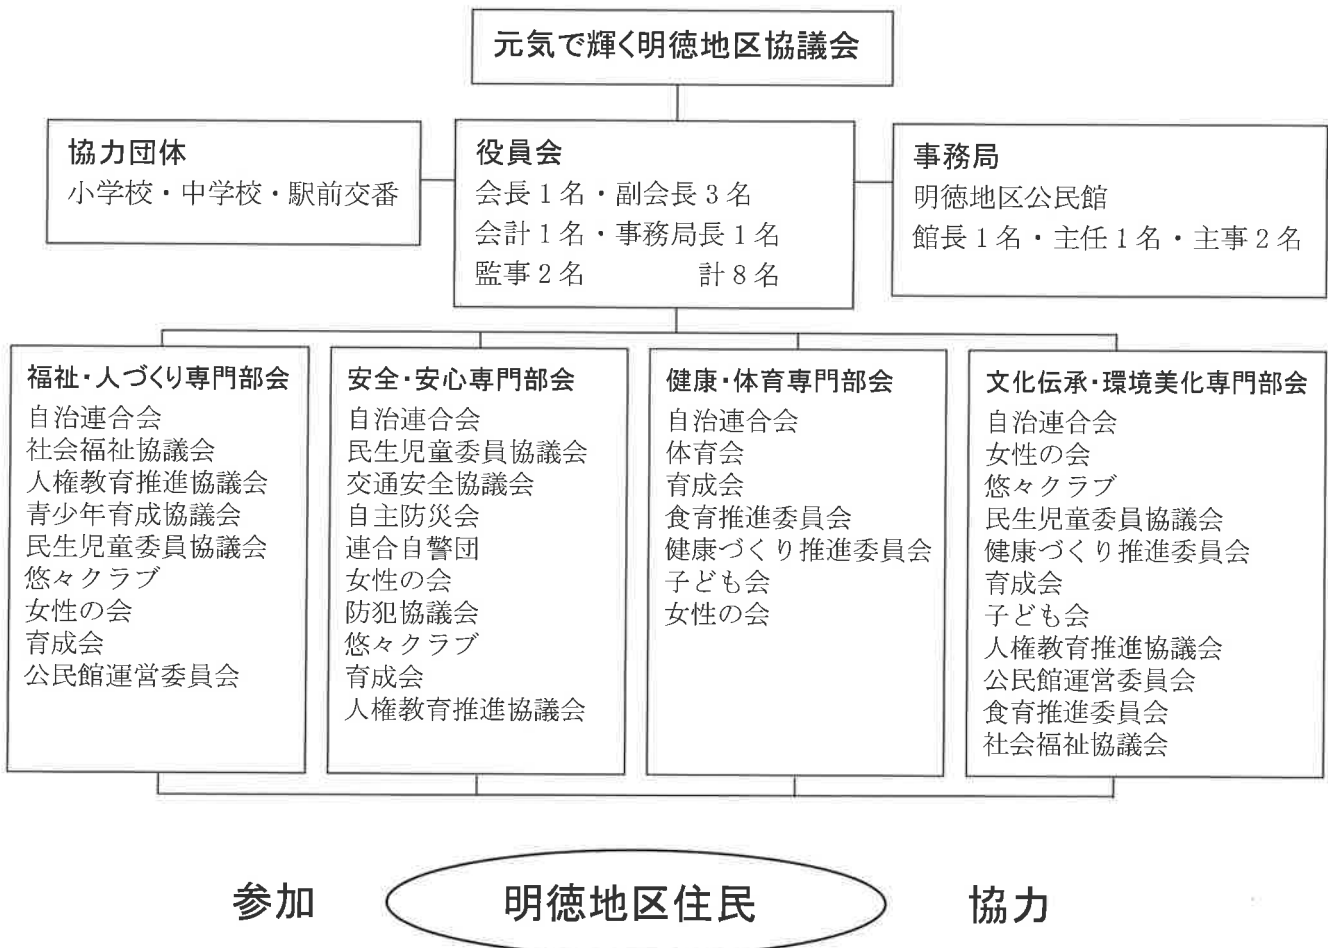 元気で輝く明徳地区協議会
協力団体
小学校・中学校・駅前交番
役員会
会長1名・副会長3名
会計1名・事務局長1名
監事2名　　　計8名
事務局
明徳地区公民館
館長1名・主任1名・主事2名
福祉・人づくり専門部会
自治連合会
社会福祉協議会
人権教育推進協議会
青少年育成協議会
民生児童委員協議会
悠々クラブ
女性の会
育成会
公民館運営委員会
安全・安心専門部会
自治連合会
民生児童委員協議会
交通安全協議会
自主防災会
連合自警団
女性の会
防犯協議会
悠々クラブ
育成会
人権教育推進協議会
健康・体育専門部会
自治連合会
体育会
育成会
食育推進委員会
健康づくり推進委員会
子ども会
女性の会
文化伝承・環境美化専門部会
自治連合会
女性の会
悠々クラブ
民生児童委員協議会
健康づくり推進委員会
育成会
子ども会
人権教育推進協議会
公民館運営委員会
食育推進委員会
社会福祉協議会
参加　明徳地区住民　協力